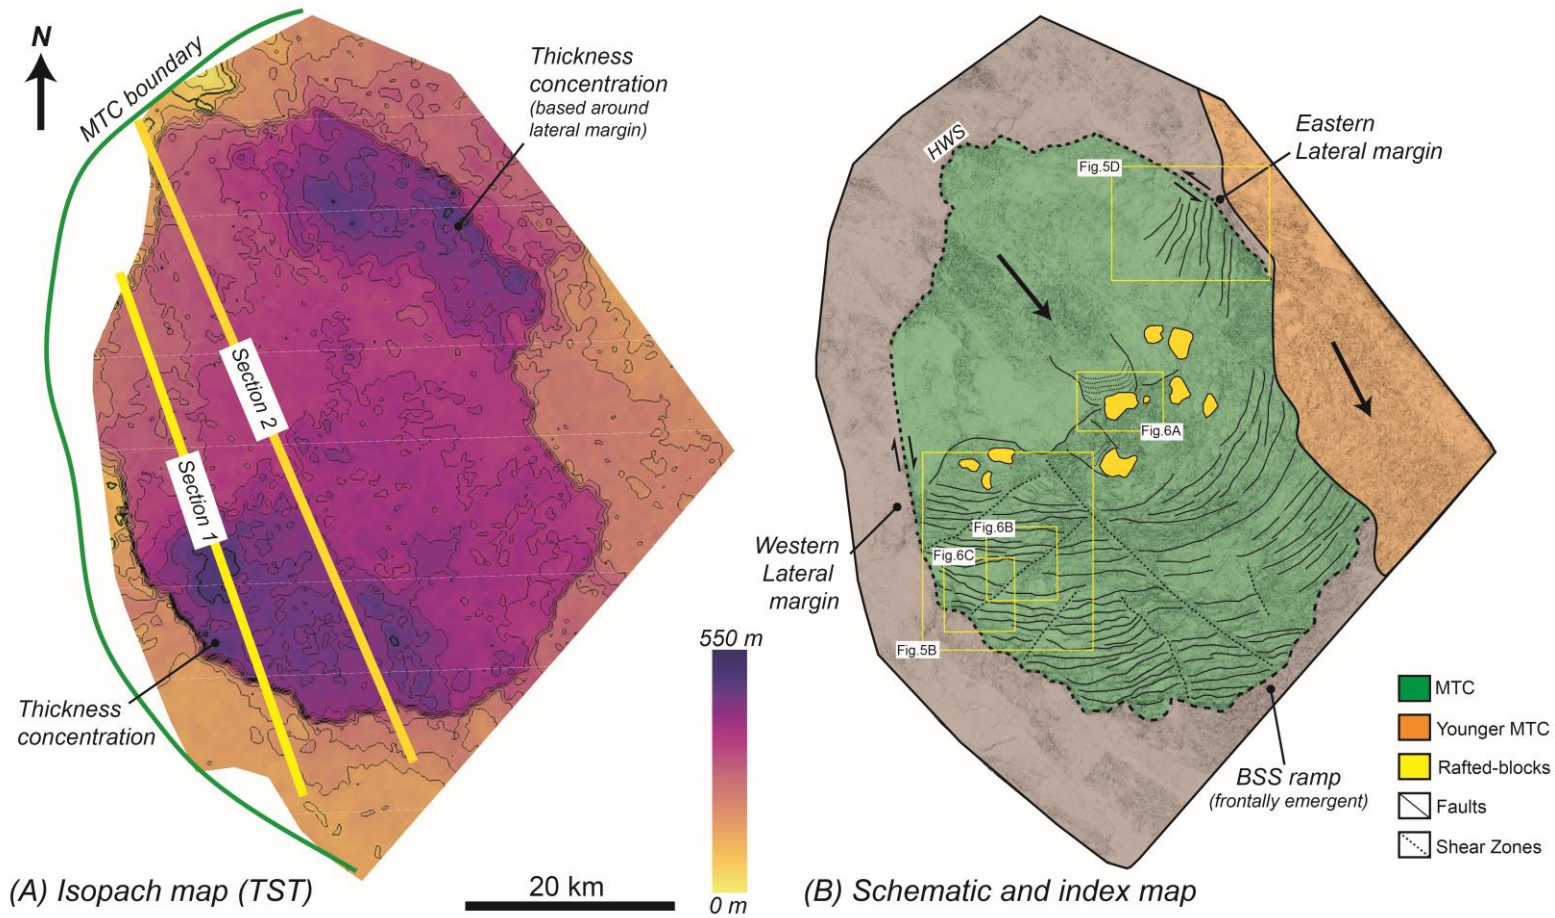 N
MTC boundary
Thickness
concentration
(based around
lateral margin)
Section 2
Section 1
Thickness
concentration
550 m
0 m
(A) Isopach map (TST)
20 km
HWS
Fig.5D
Eastern
Lateral margin
Fig.6A
Fig.6B
Fig.6C
Fig.5B
Western
Lateral
margin
BSS ramp
(frontally emergent)
MTC
Younger MTC
Rafted-blocks
Faults
Shear Zones
(B) Schematic and index map